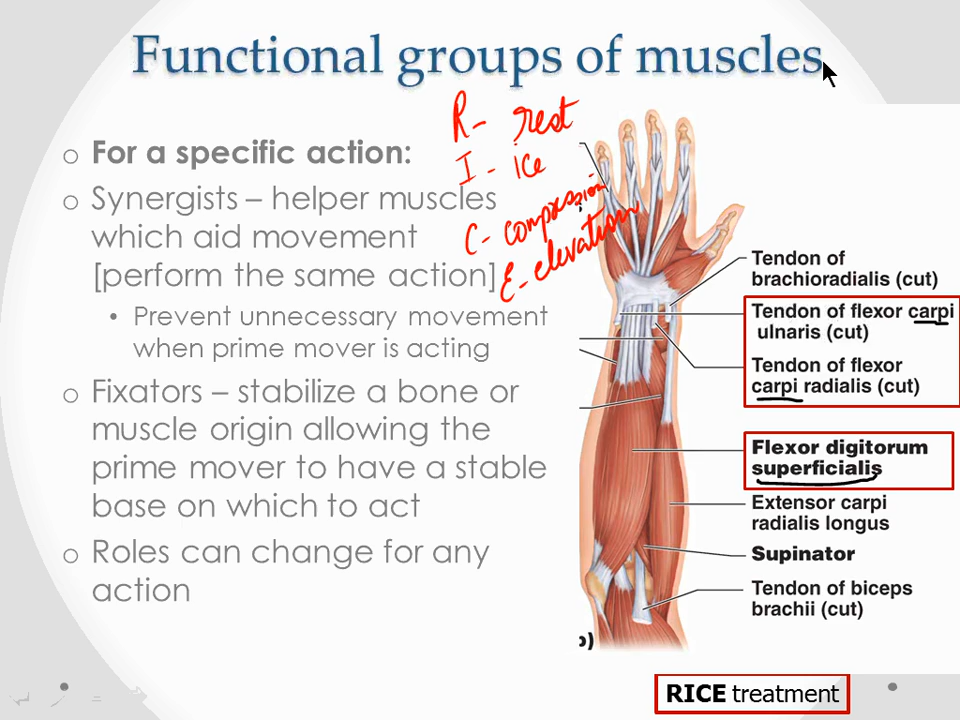 Functional groups of muscles
R- rest
I - ice
C- compression
E- elevation
o For a specific action:
o Synergists – helper muscles
which aid movement
[perform the same action]
• Prevent unnecessary movement
when prime mover is acting
o Fixators – stabilize a bone or
muscle origin allowing the
prime mover to have a stable
base on which to act
o Roles can change for any
action
Tendon of
brachioradialis (cut)
Tendon of flexor carpi
ulnaris (cut)
Tendon of flexor
carpi radialis (cut)
Flexor digitorum
superficialis
Extensor carpi
radialis longus
Supinator
Tendon of biceps
brachii (cut)
b)
RICE treatment